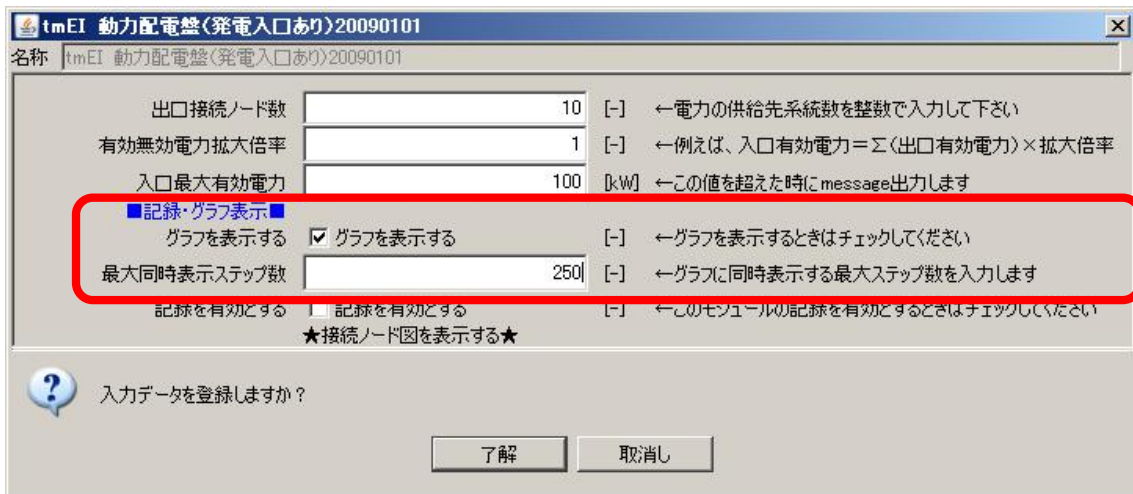 tmEI 動力配電盤(発電入口あり)20090101
名称 tmEI 動力配電盤(発電入口あり)20090101
出口接続ノード数 10 [-] ←電力の供給先系統数を整数で入力して下さい
有効無効電力拡大倍率 1 [-] ←例えば、入口有効電力=Σ(出口有効電力)×拡大倍率
入口最大有効電力 100 [kW] ←この値を超えた時にmessage出力します
■記録・グラフ表示■
グラフを表示する グラフを表示する [-] ←グラフを表示するときはチェックしてください
最大同時表示ステップ数 250 [-] ←グラフに同時表示する最大ステップ数を入力します
記録を有効とする 記録を有効とする [-] ←このモジュールの記録を有効とするときはチェックしてください
★接続ノード図を表示する★
入力データを登録しますか?
了解 取消し